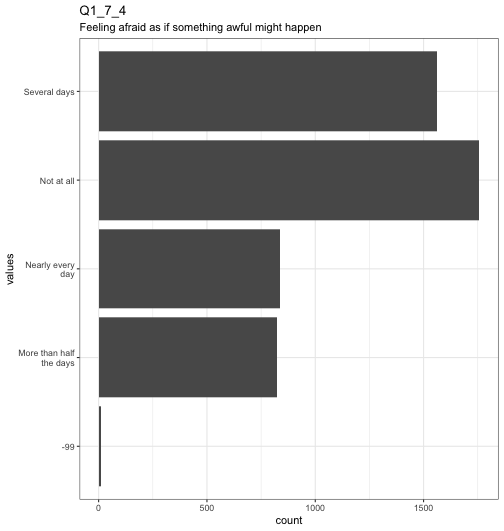 Q1_7_4
Feeling afraid as if something awful might happen
Several days
Not at all
Nearly every
day
More than half
the days
-99
values
0
500
1000
1500
count